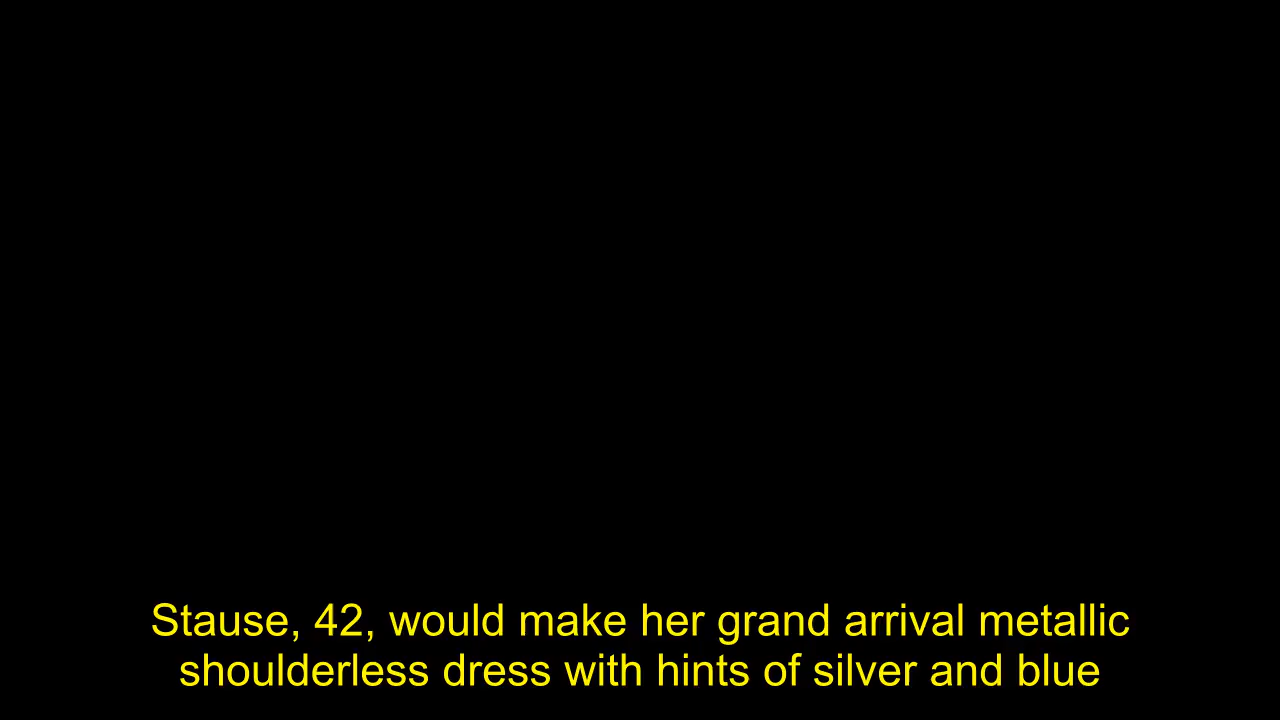 Stause, 42, would make her grand arrival metallic
shoulderless dress with hints of silver and blue